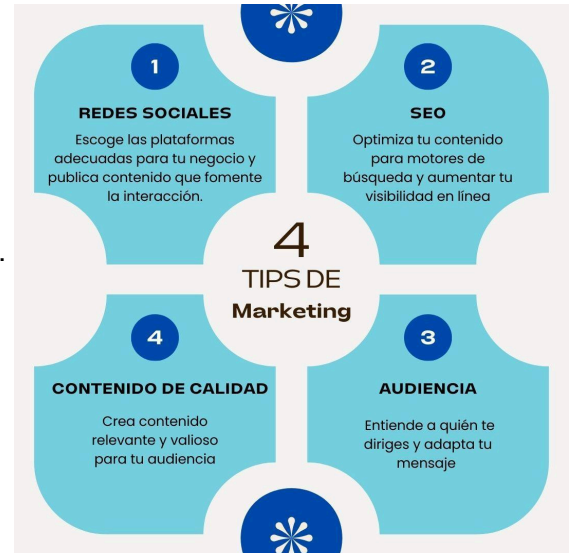 1
REDES SOCIALES
Escoge las plataformas
adecuadas para tu negocio y
publica contenido que fomente
la interacción.
2
SEO
Optimiza tu contenido
para motores de
búsqueda y aumentar tu
visibilidad en línea
4
TIPS DE
Marketing
3
AUDIENCIA
Entiende a quién te
diriges y adapta tu
mensaje
4
CONTENIDO DE CALIDAD
Crea contenido
relevante y valioso
para tu audiencia